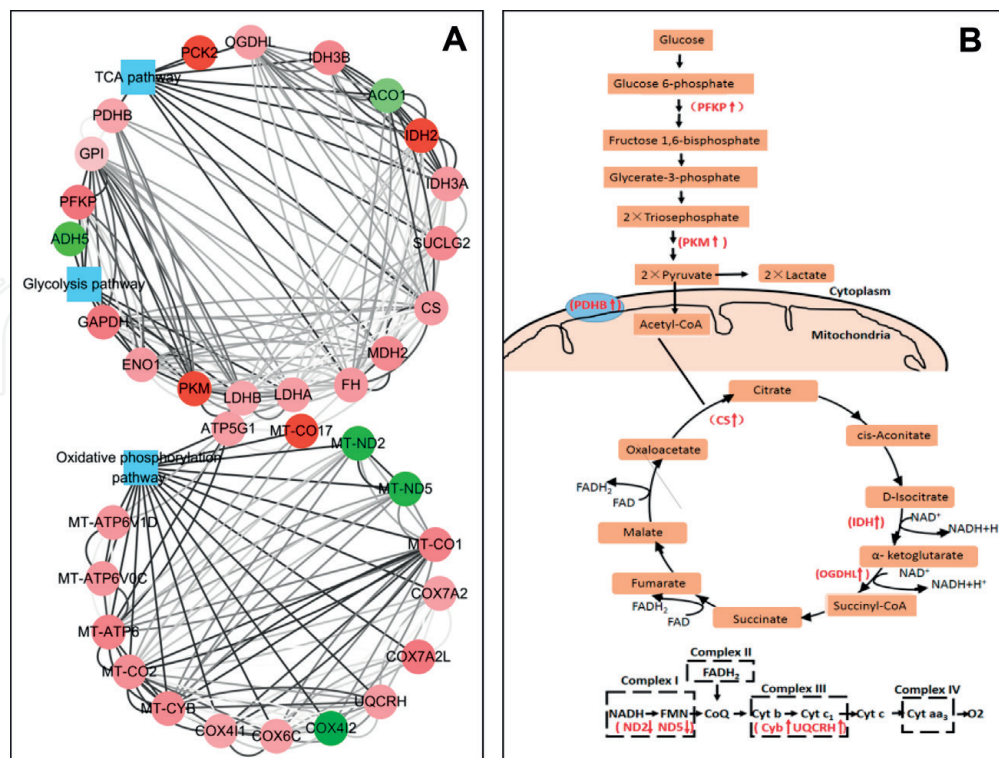 A
PCK2
OGDHL
IDH3B
TCA pathway
ACO1
PDHB
IDH2
GPI
IDH3A
PFKP
SUCLG2
ADH5
Glycolysis pathway
CS
GAPDH
MDH2
ENO1
FH
PKM
LDHB
LDHA
ATP5G1
MT-CO17
MT-ND2
Oxidative phosphorylation
pathway
MT-ND5
MT-ATP6V1D
MT-CO1
MT-ATP6V0C
COX7A2
MT-ATP6
COX7A2L
MT-CO2
MT-CYB
UQCRH
COX4I1
COX6C
COX4I2
B
Glucose
Glucose 6-phosphate
(PFKP↑)
Fructose 1,6-bisphosphate
Glycerate-3-phosphate
2×Triosephosphate
(PKM↑)
2×Pyruvate
2×Lactate
Cytoplasm
(PDHB↑)
Acetyl-CoA
Mitochondria
Citrate
(CS↑)
cis-Aconitate
Oxaloacetate
FADH2
FAD
D-Isocitrate
(IDH↑)
NAD+
NADH+H
Malate
α- ketoglutarate
(OGDHL↑)
NAD+
NADH+H+
Fumarate
FADH2
FAD
Succinyl-CoA
Succinate
Complex II
Complex I
FADH2
Complex III
Complex IV
NADH→FMN→CoQ→Cyt b→Cyt c1→Cyt c→Cyt aa3→O2
(ND2↓ ND5↓)
(Cyb↑UQCRH↑)